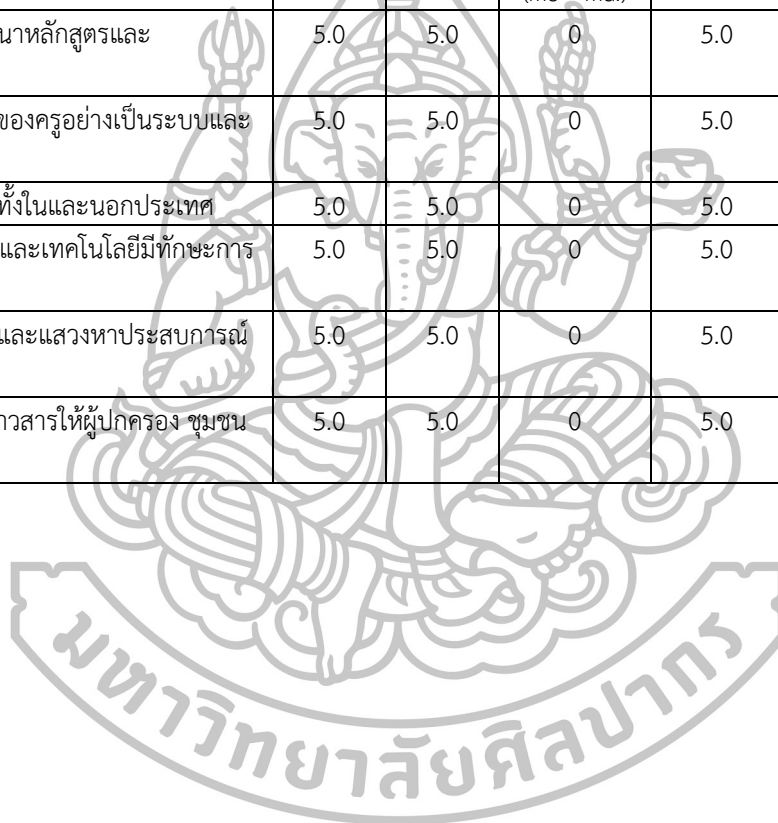 นาหลักสูตรและ 5.0 5.0 0 5.0
ของครูอย่างเป็นระบบและ 5.0 5.0 0 5.0
ทั้งในและนอกประเทศ 5.0 5.0 0 5.0
และเทคโนโลยีมีทักษะการ 5.0 5.0 0 5.0
และแสวงหาประสบการณ์ 5.0 5.0 0 5.0
าวสารให้ผู้ปกครอง ชุมชน 5.0 5.0 0 5.0
มหาวิทยาลัยศิลปากร